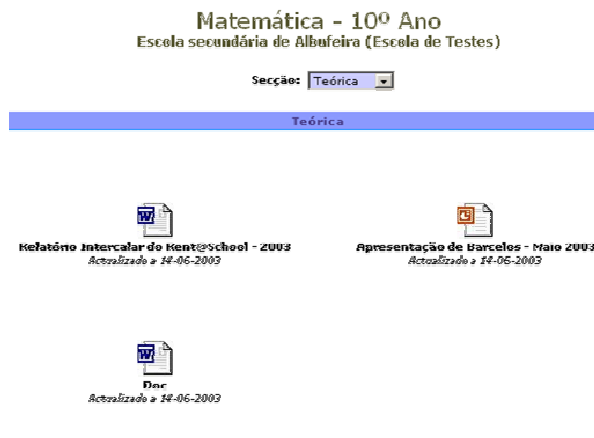 Matemática - 10º Ano
Escola secundária de Albufeira (Escola de Testes)
Secção: Teórica
Teórica
Relatório Intercalar do Rent@School - 2003
Actualizado a 14-06-2003
Apresentação de Barcelos - Maio 2003
Actualizado a 14-06-2003
Doc
Actualizado a 14-06-2003